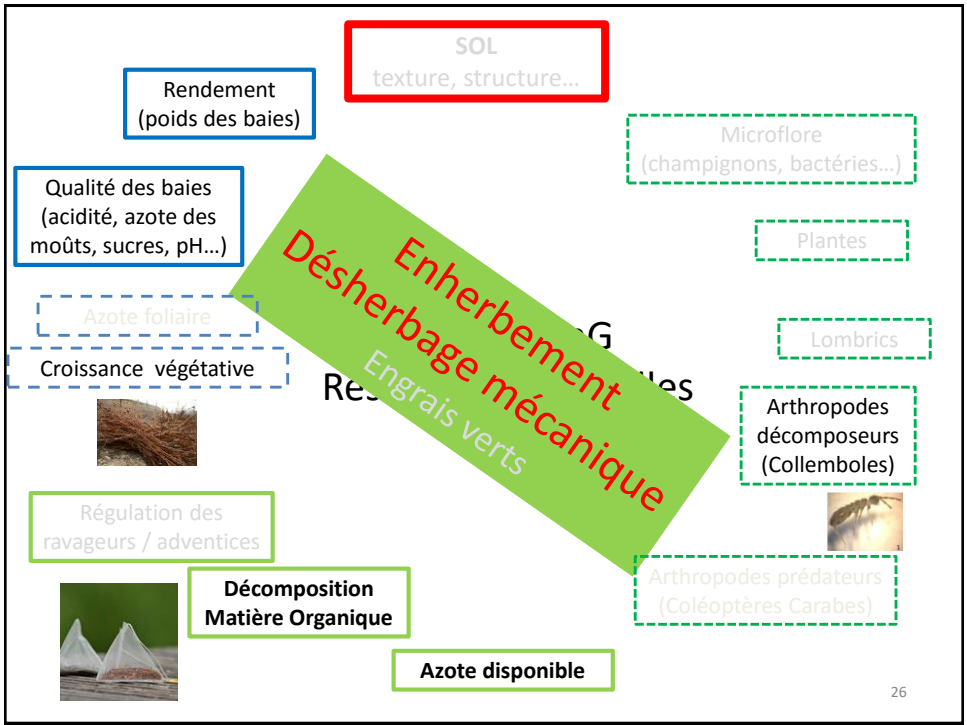 SOL
texture, structure…
Rendement
(poids des baies)
Microflore
(champignons, bactéries…)
Qualité des baies
(acidité, azote des
moûts, sucres, pH…)
Plantes
Enherbement
Désherbage mécanique
Engrais verts
Azote foliaire
Lombrics
Croissance végétative
Arthropodes
décomposeurs
(Collemboles)
Régulation des
ravageurs / adventices
Arthropodes prédateurs
(Coléoptères Carabes)
Décomposition
Matière Organique
Azote disponible
26